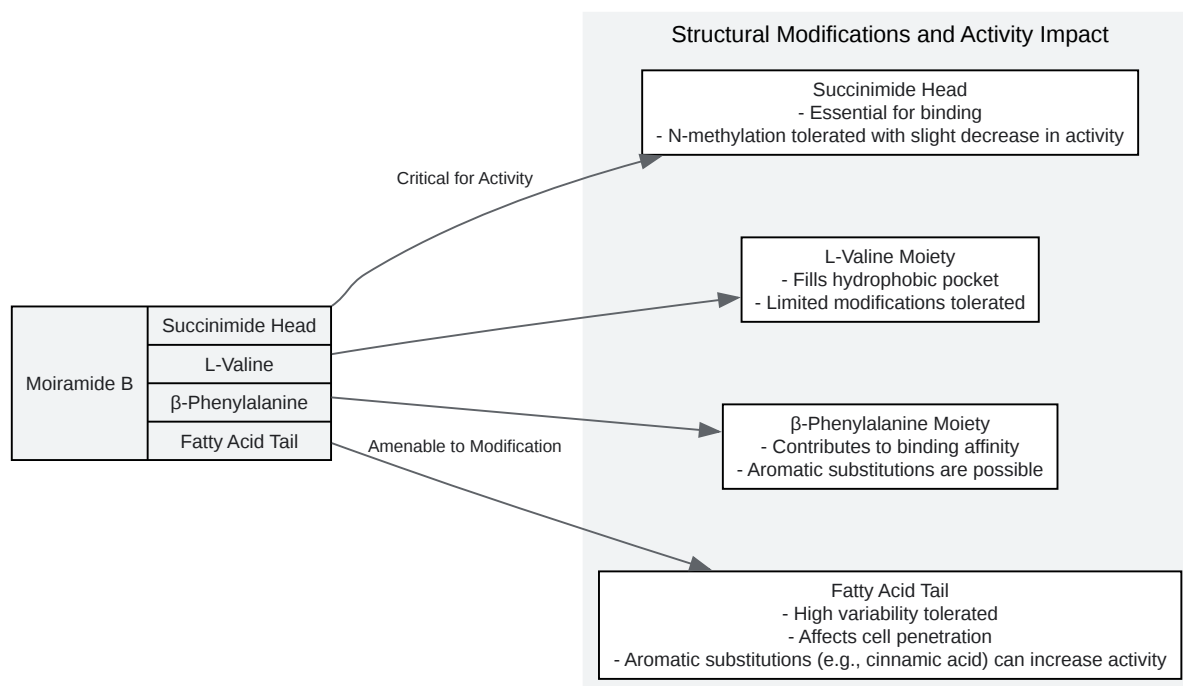 Structural Modifications and Activity Impact
Succinimide Head
- Essential for binding
- N-methylation tolerated with slight decrease in activity
Critical for Activity
L-Valine Moiety
- Fills hydrophobic pocket
- Limited modifications tolerated
Moiramide B
Succinimide Head
L-Valine
β-Phenylalanine
Fatty Acid Tail
Amenable to Modification
β-Phenylalanine Moiety
- Contributes to binding affinity
- Aromatic substitutions are possible
Fatty Acid Tail
- High variability tolerated
- Affects cell penetration
- Aromatic substitutions (e.g., cinnamic acid) can increase activity